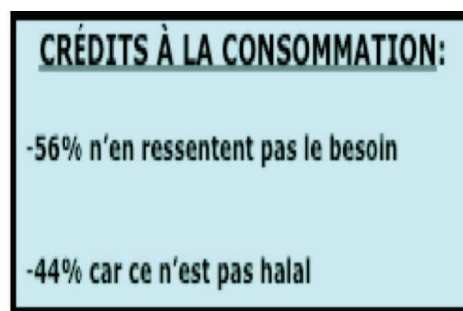 CRÉDITS À LA CONSOMMATION:
-56% n'en ressentent pas le besoin
-44% car ce n'est pas halal